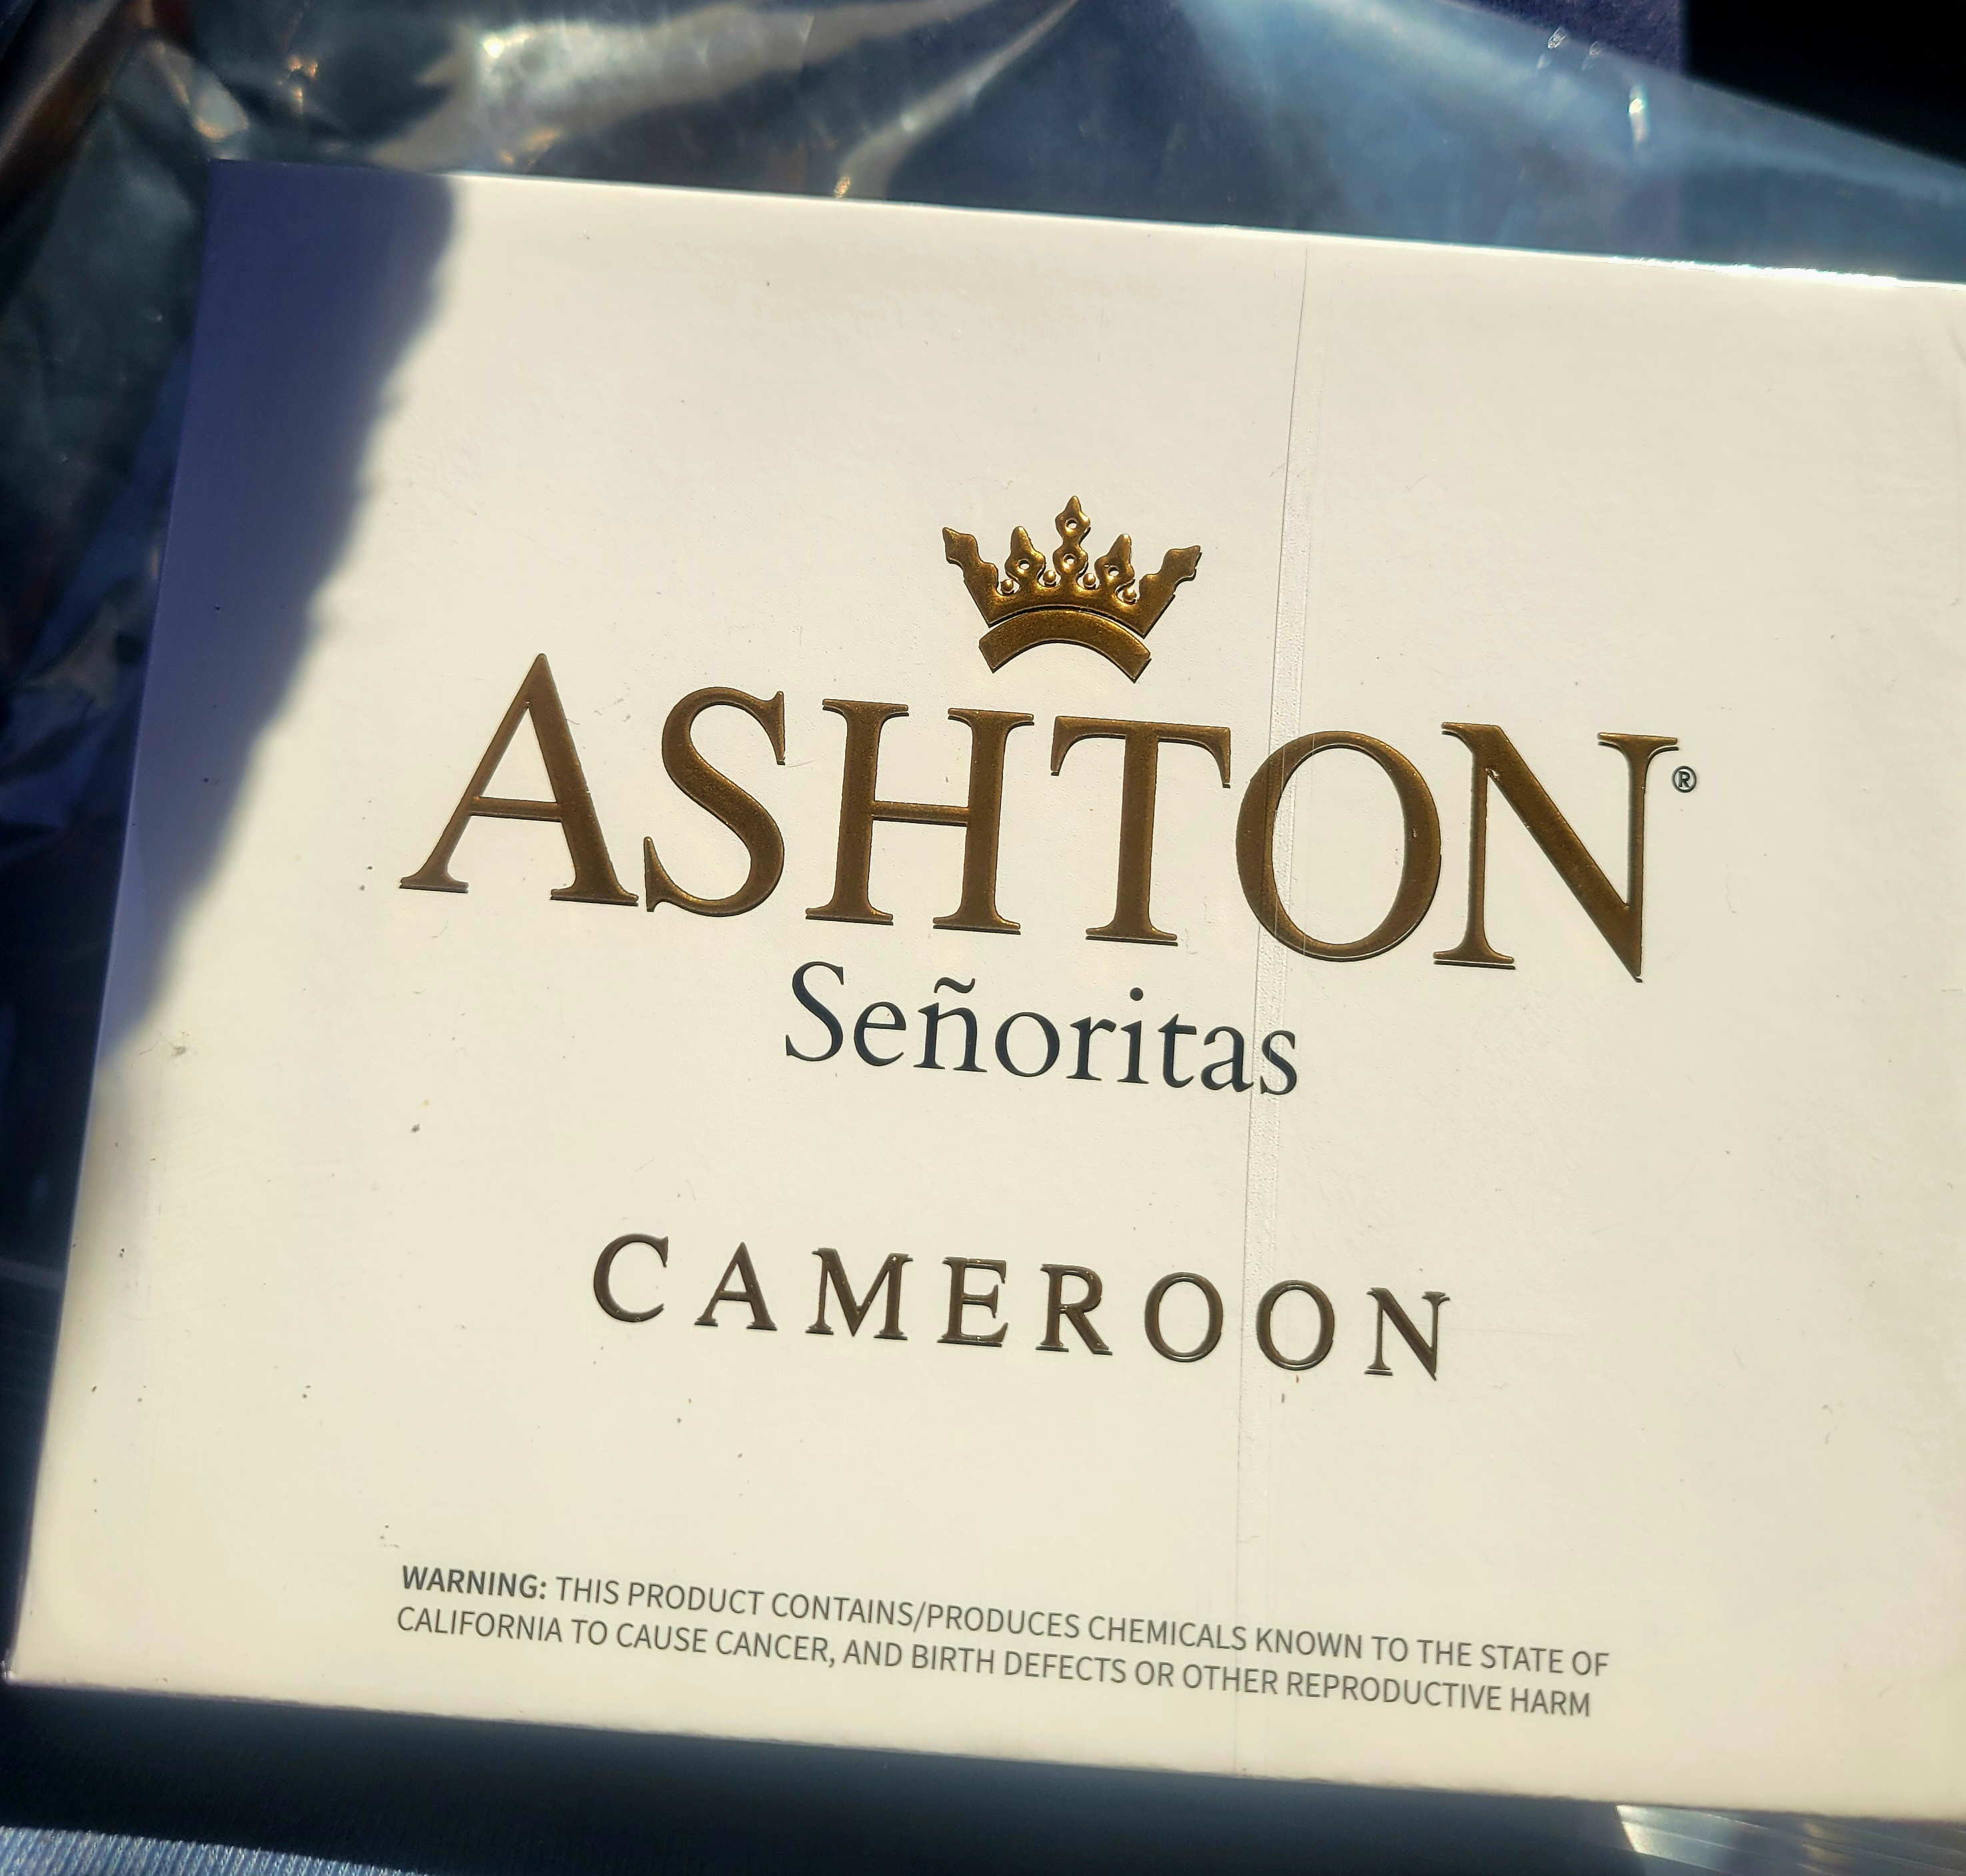 ASHTON®
Señoritas
CAMEROON
WARNING: THIS PRODUCT CONTAINS/PRODUCES CHEMICALS KNOWN TO THE STATE OF
CALIFORNIA TO CAUSE CANCER, AND BIRTH DEFECTS OR OTHER REPRODUCTIVE HARM